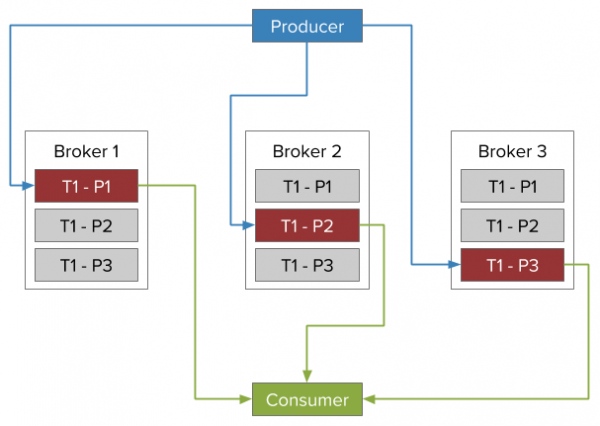 Producer
Broker 1
T1 - P1
T1 - P2
T1 - P3
Broker 2
T1 - P1
T1 - P2
T1 - P3
Broker 3
T1 - P1
T1 - P2
T1 - P3
Consumer